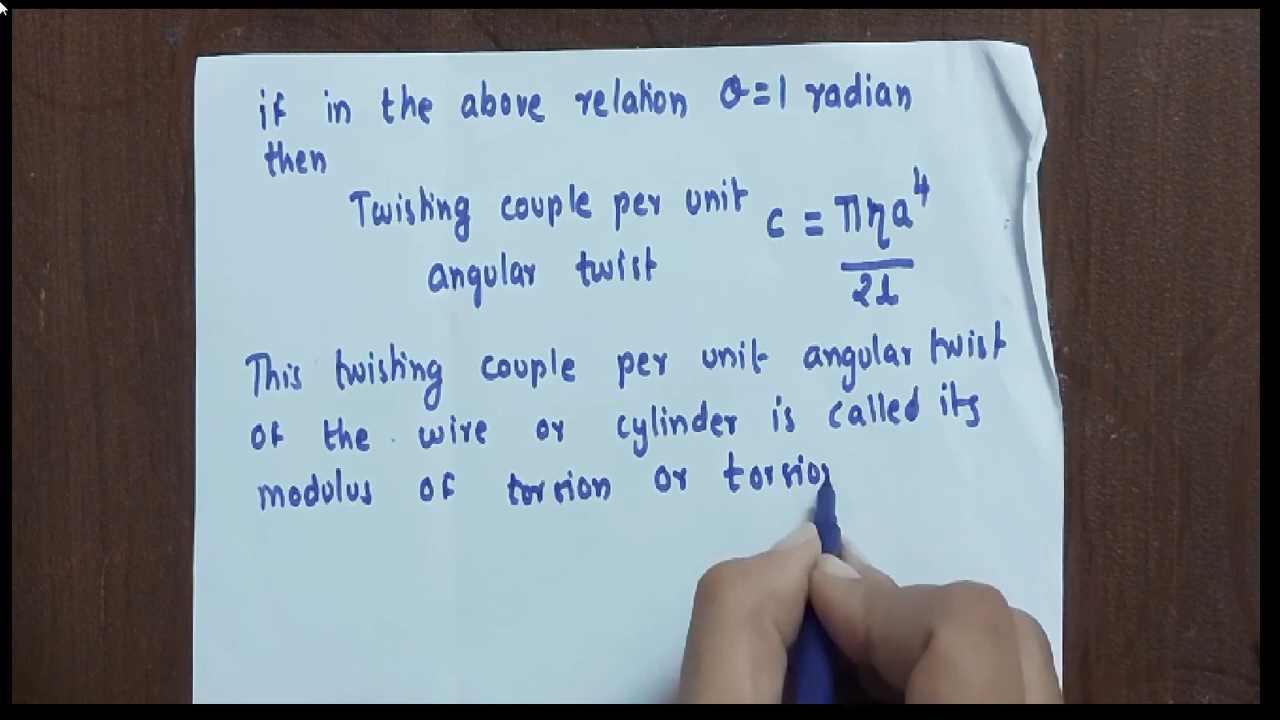 if in the above relation θ=1 radian
then
Twisting couple per unit
angular twist
c = πηa⁴
2l
This twisting couple per unit angular twist
of the wire or cylinder is called its
modulus of torsion or torsion